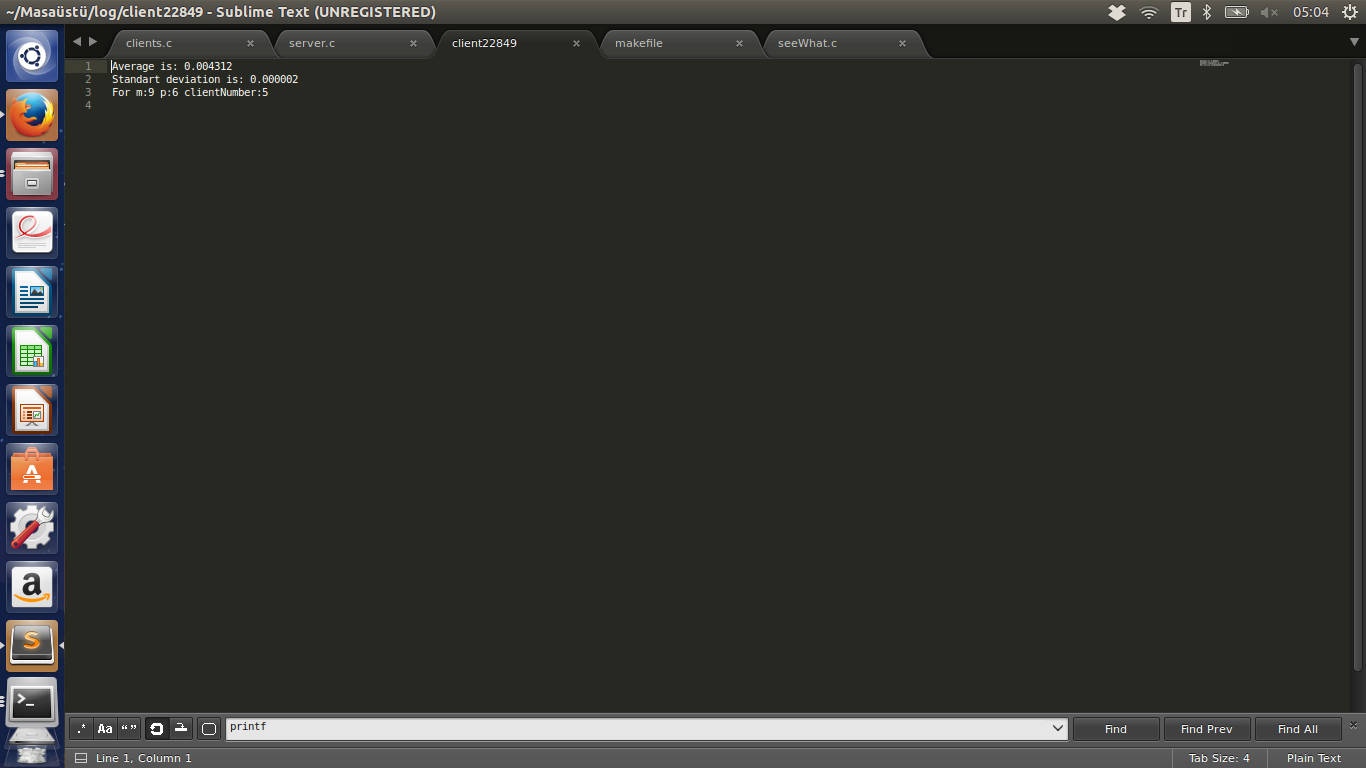 ~/Masaüstü/log/client22849 - Sublime Text (UNREGISTERED)
Tr
05:04
clients.c
server.c
client22849
makefile
seeWhat.c
1 Average is: 0.004312
2 Standart deviation is: 0.000002
3 For m:9 p:6 clientNumber:5
4
.* Aa “ ” printf Find Find Prev Find All
Line 1, Column 1 Tab Size: 4 Plain Text